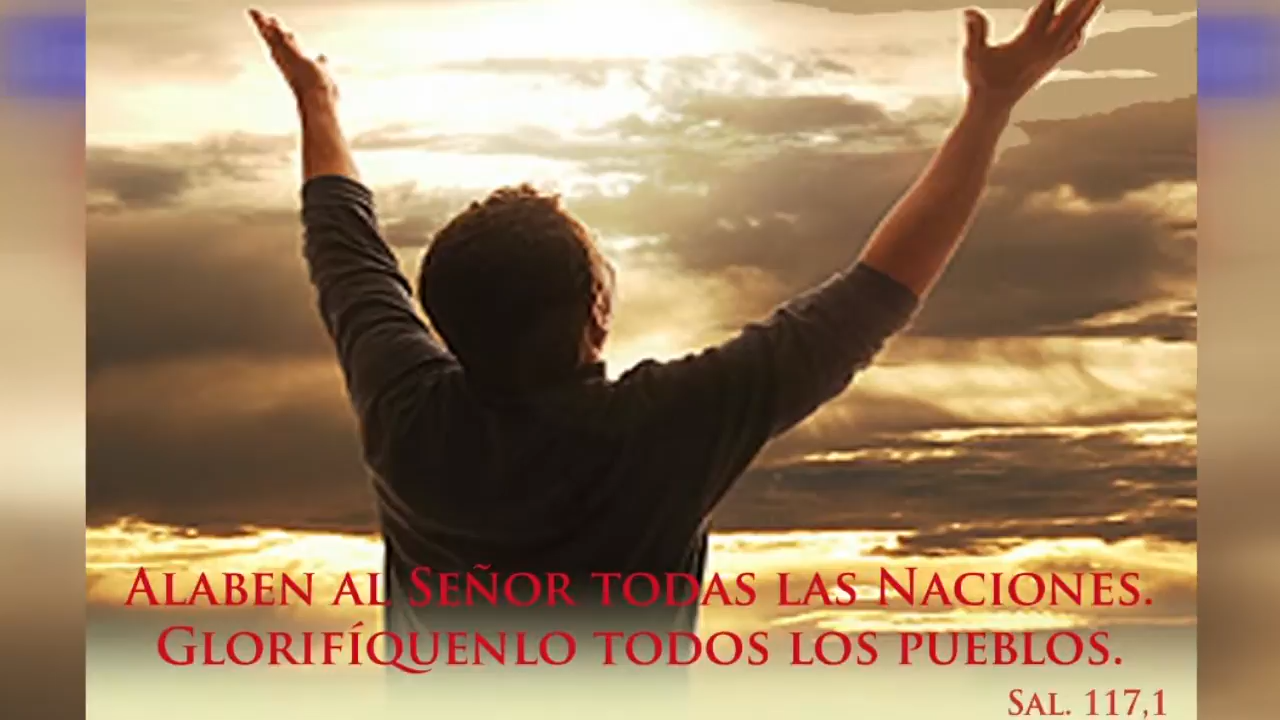 Alaben al Señor todas las Naciones.
Glorifíquenlo todos los pueblos.
Sal. 117,1